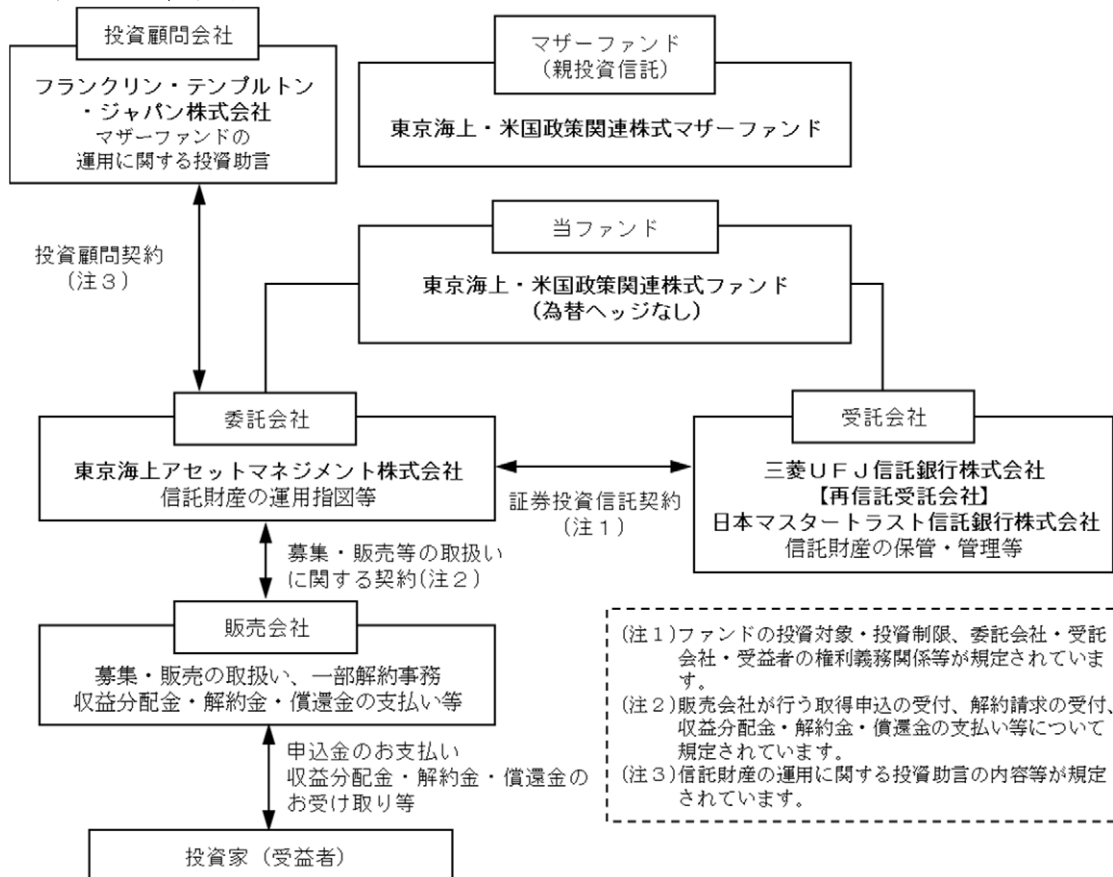 投資顧問会社
フランクリン・テンプルトン
・ジャパン株式会社
マザーファンドの
運用に関する投資助言
マザーファンド
(親投資信託)
東京海上・米国政策関連株式マザーファンド
当ファンド
東京海上・米国政策関連株式ファンド
(為替ヘッジなし)
投資顧問契約
(注3)
委託会社
東京海上アセットマネジメント株式会社
信託財産の運用指図等
証券投資信託契約
(注1)
受託会社
三菱UFJ信託銀行株式会社
【再信託受託会社】
日本マスタートラスト信託銀行株式会社
信託財産の保管・管理等
募集・販売等の取扱い
に関する契約(注2)
販売会社
募集・販売の取扱い、一部解約事務
収益分配金・解約金・償還金の支払い等
申込金のお支払い
収益分配金・解約金・償還金の
お受け取り等
投資家(受益者)
(注1)ファンドの投資対象・投資制限、委託会社・受託
会社・受益者の権利義務関係等が規定されていま
す。
(注2)販売会社が行う取得申込の受付、解約請求の受付、
収益分配金・解約金・償還金の支払い等について
規定されています。
(注3)信託財産の運用に関する投資助言の内容等が規定
されています。